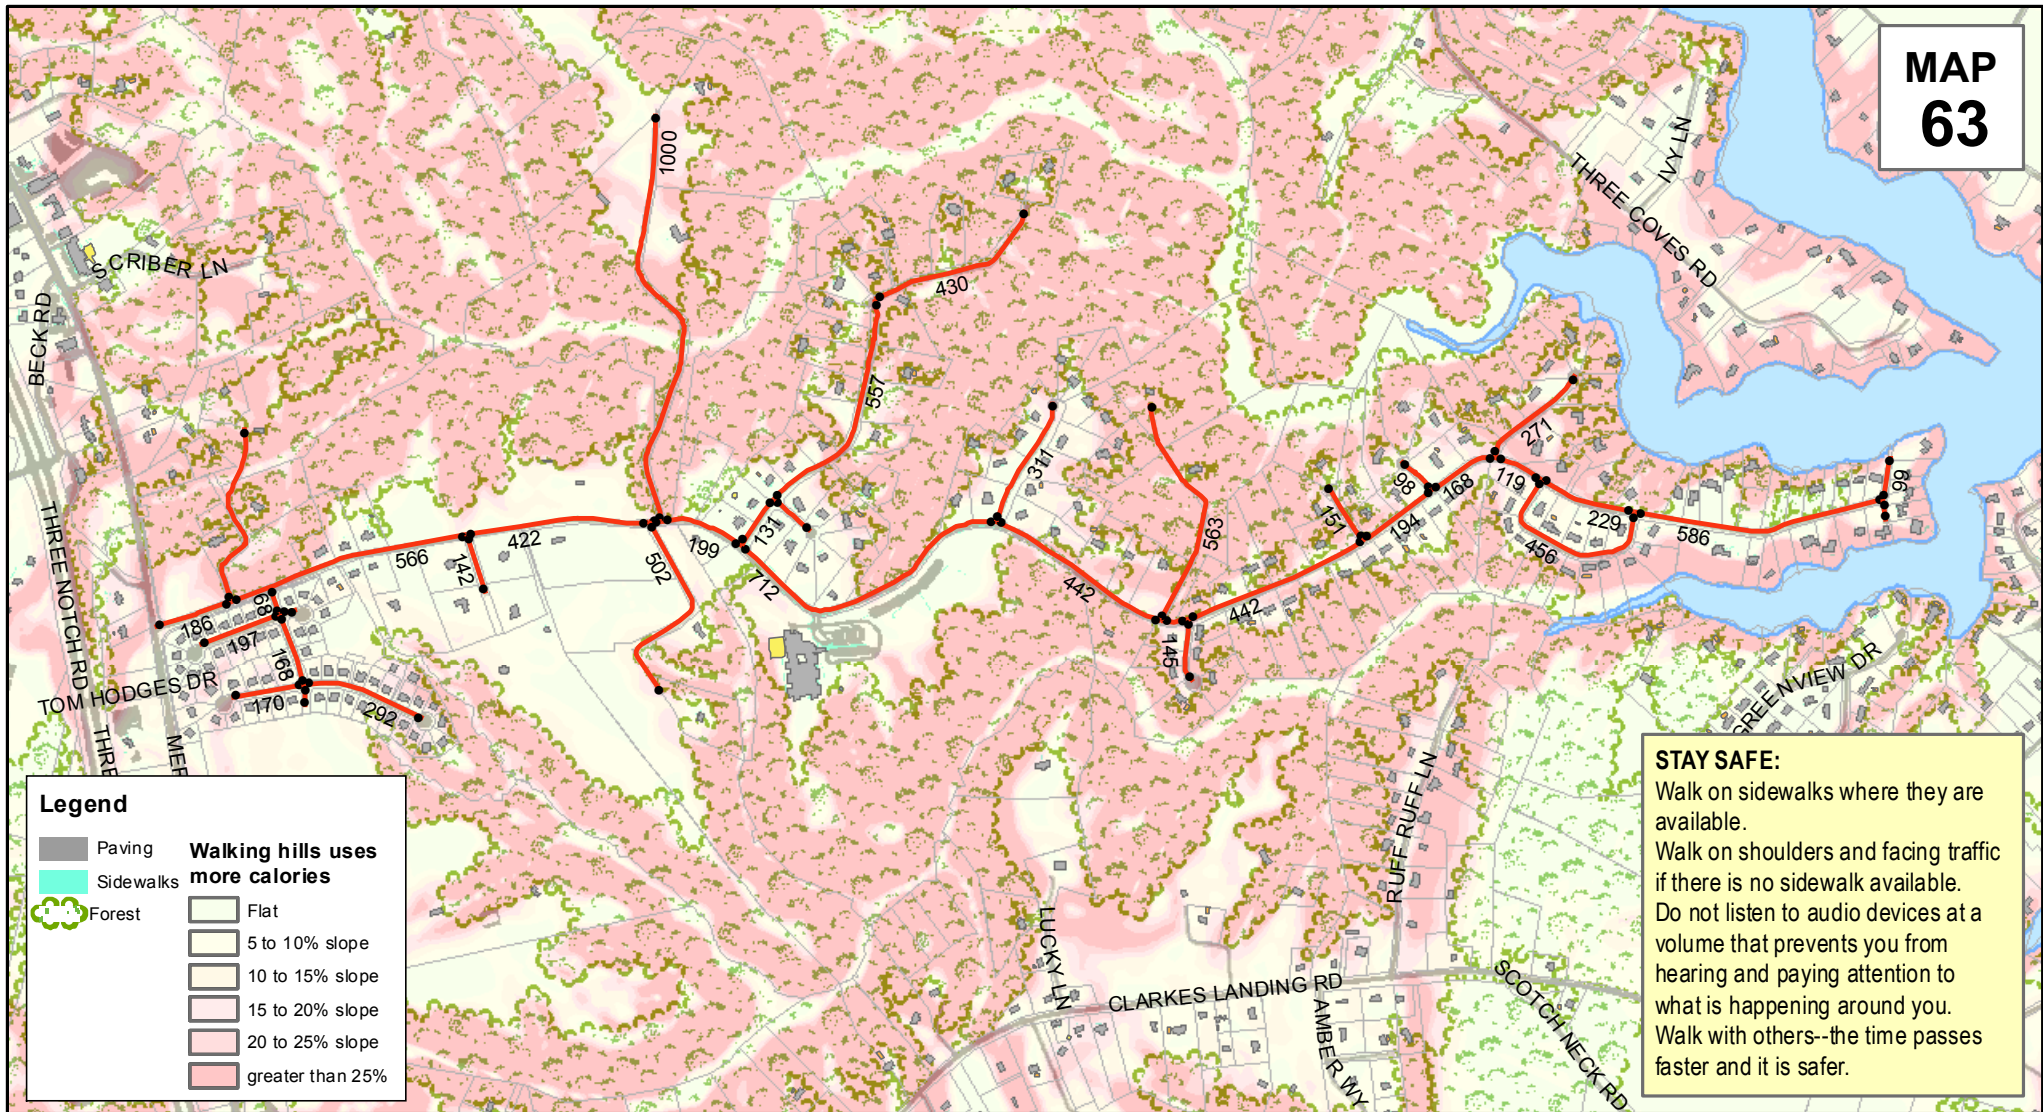 MAP
63
THREE COVES RD
IVY LN
SCRIBER LN
BECK RD
THREE NOTCH RD
TOM HODGES DR
THRE
MER
1000
430
557
311
563
271
119
168
98
151
194
229
456
586
99
566
422
142
502
199
131
712
442
442
145
186
68
197
168
170
292
GREENVIEW DR
RUFF RUFF LN
LUCKY LN
CLARKES LANDING RD
AMBER WY
SCOTCH NECK RD
Legend
Paving
Sidewalks
Forest
Walking hills uses
more calories
Flat
5 to 10% slope
10 to 15% slope
15 to 20% slope
20 to 25% slope
greater than 25%
STAY SAFE:
Walk on sidewalks where they are
available.
Walk on shoulders and facing traffic
if there is no sidewalk available.
Do not listen to audio devices at a
volume that prevents you from
hearing and paying attention to
what is happening around you.
Walk with others--the time passes
faster and it is safer.